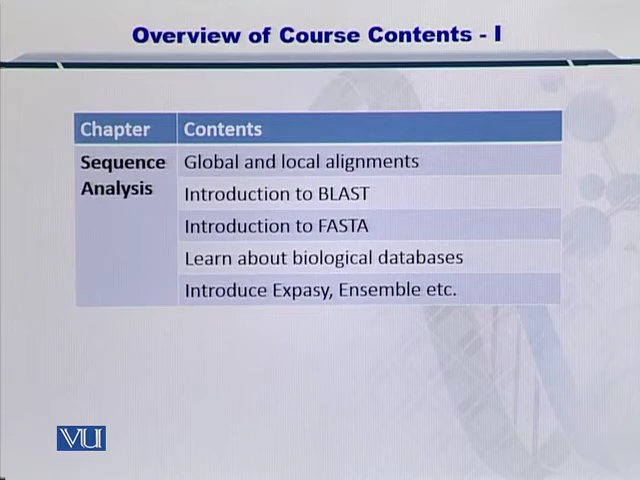 Overview of Course Contents - I
Chapter Contents
Sequence Global and local alignments
Analysis Introduction to BLAST
Introduction to FASTA
Learn about biological databases
Introduce Expasy, Ensemble etc.
VU